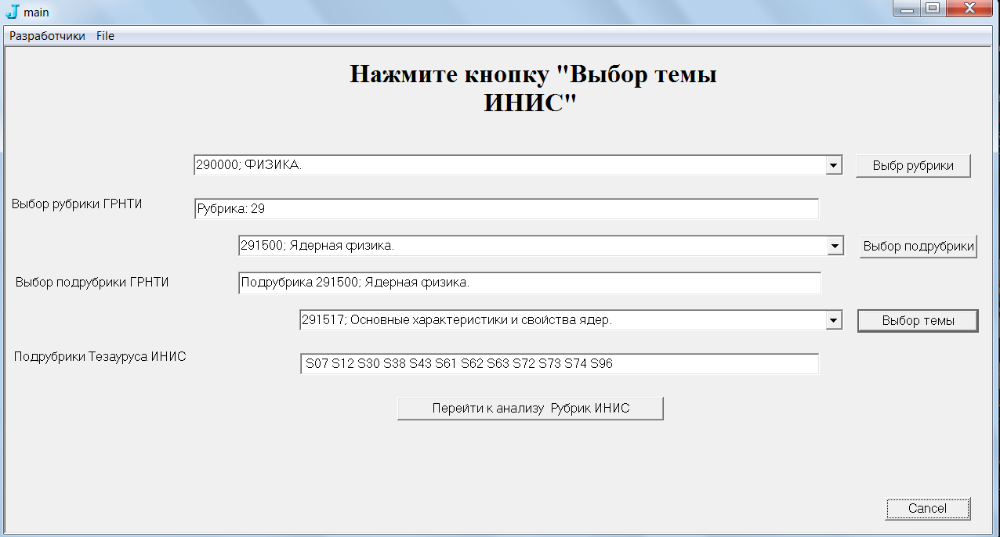 main
Разработчики File
Нажмите кнопку "Выбор темы
ИНИС"
290000; ФИЗИКА.
Выбр рубрики
Выбор рубрики ГРНТИ
Рубрика: 29
291500; Ядерная физика.
Выбор подрубрики
Выбор подрубрики ГРНТИ
Подрубрика 291500; Ядерная физика.
291517; Основные характеристики и свойства ядер.
Выбор темы
Подрубрики Тезауруса ИНИС
S07 S12 S30 S38 S43 S61 S62 S63 S72 S73 S74 S96
Перейти к анализу Рубрик ИНИС
Cancel